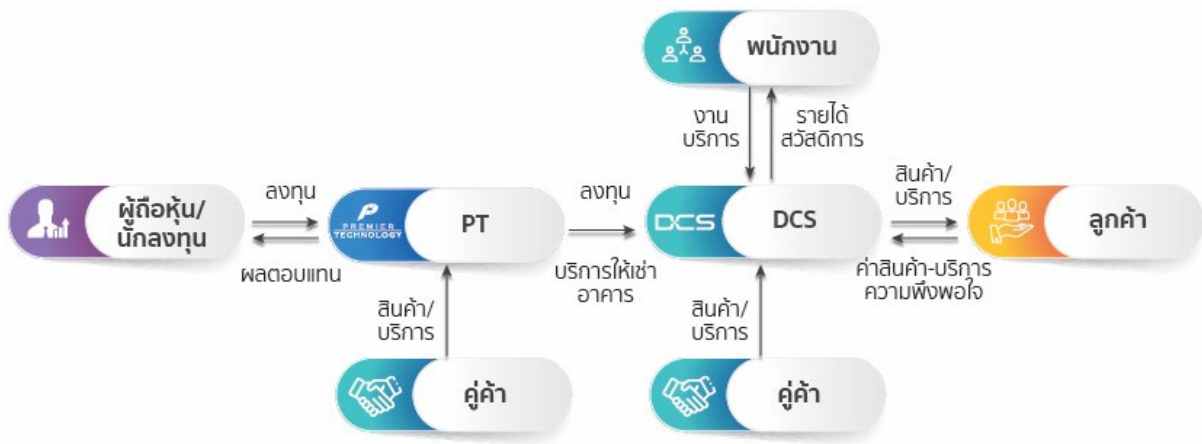 พนักงาน
งาน
บริการ
รายได้
สวัสดิการ
ผู้ถือหุ้น/
นักลงทุน
ลงทุน
ผลตอบแทน
PREMIER
TECHNOLOGY
PT
ลงทุน
บริการให้เช่า
อาคาร
DCS
DCS
สินค้า/
บริการ
ค่าสินค้า-บริการ
ความพึงพอใจ
ลูกค้า
สินค้า/
บริการ
สินค้า/
บริการ
คู่ค้า
คู่ค้า